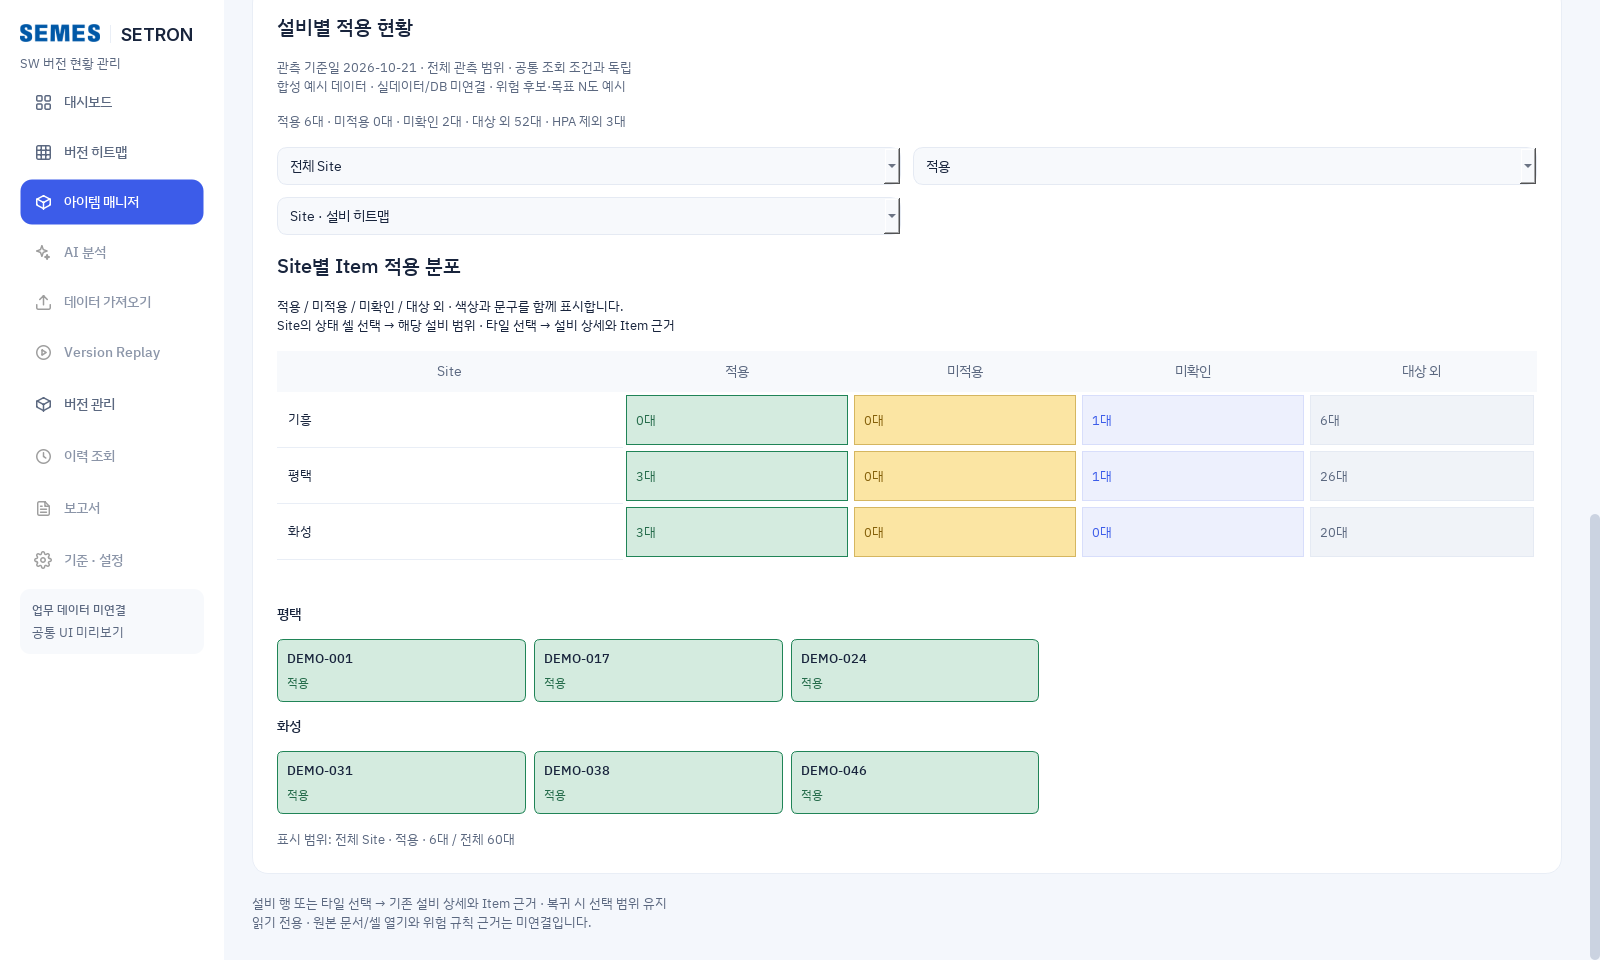 SEMES SETRON
SW 버전 현황 관리
대시보드
버전 히트맵
아이템 매니저
AI 분석
데이터 가져오기
Version Replay
버전 관리
이력 조회
보고서
기준 · 설정
업무 데이터 미연결
공통 UI 미리보기
설비별 적용 현황
관측 기준일 2026-10-21 · 전체 관측 범위 · 공통 조회 조건과 독립
합성 예시 데이터 · 실데이터/DB 미연결 · 위험 후보·목표 N도 예시
적용 6대 · 미적용 0대 · 미확인 2대 · 대상 외 52대 · HPA 제외 3대
전체 Site 적용
Site · 설비 히트맵
Site별 Item 적용 분포
적용 / 미적용 / 미확인 / 대상 외 · 색상과 문구를 함께 표시합니다.
Site의 상태 셀 선택 → 해당 설비 범위 · 타일 선택 → 설비 상세와 Item 근거
Site 적용 미적용 미확인 대상 외
기흥 0대 0대 1대 6대
평택 3대 0대 1대 26대
화성 3대 0대 0대 20대
평택
DEMO-001 DEMO-017 DEMO-024
적용 적용 적용
화성
DEMO-031 DEMO-038 DEMO-046
적용 적용 적용
표시 범위: 전체 Site · 적용 · 6대 / 전체 60대
설비 행 또는 타일 선택 → 기존 설비 상세와 Item 근거 · 복귀 시 선택 범위 유지
읽기 전용 · 원본 문서/셀 열기와 위험 규칙 근거는 미연결입니다.